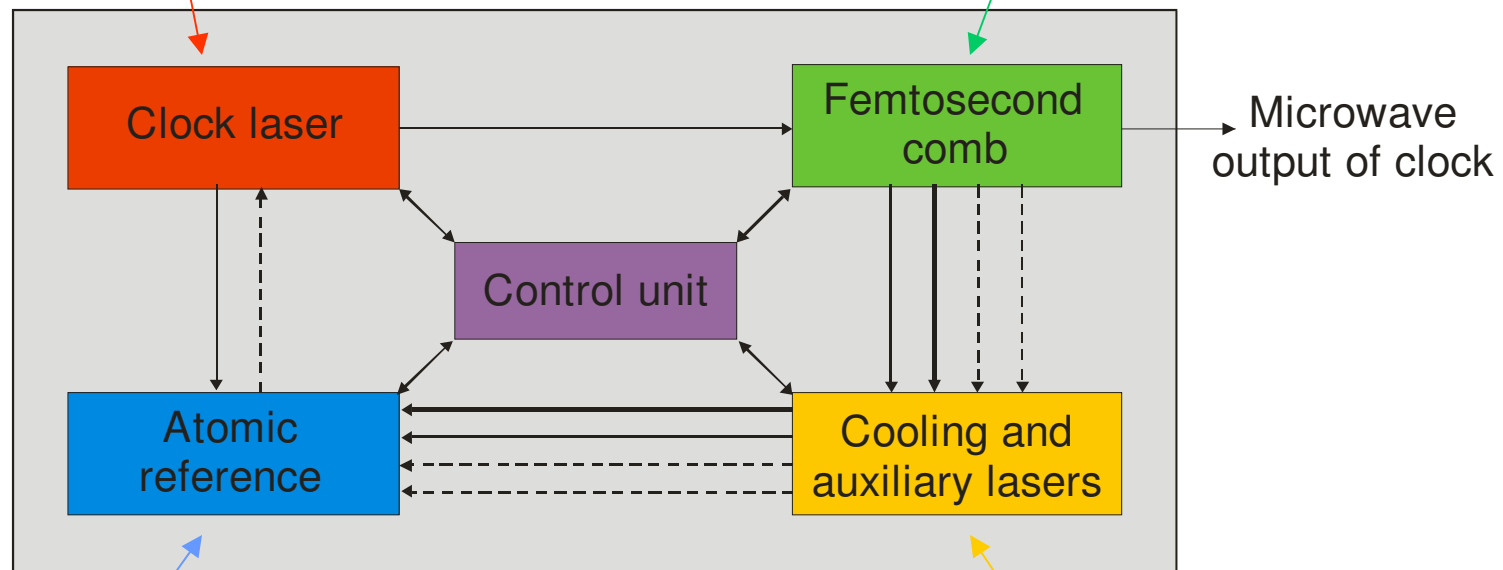 Clock laser
Femtosecond
comb
Microwave
output of clock
Control unit
Atomic
reference
Cooling and
auxiliary lasers